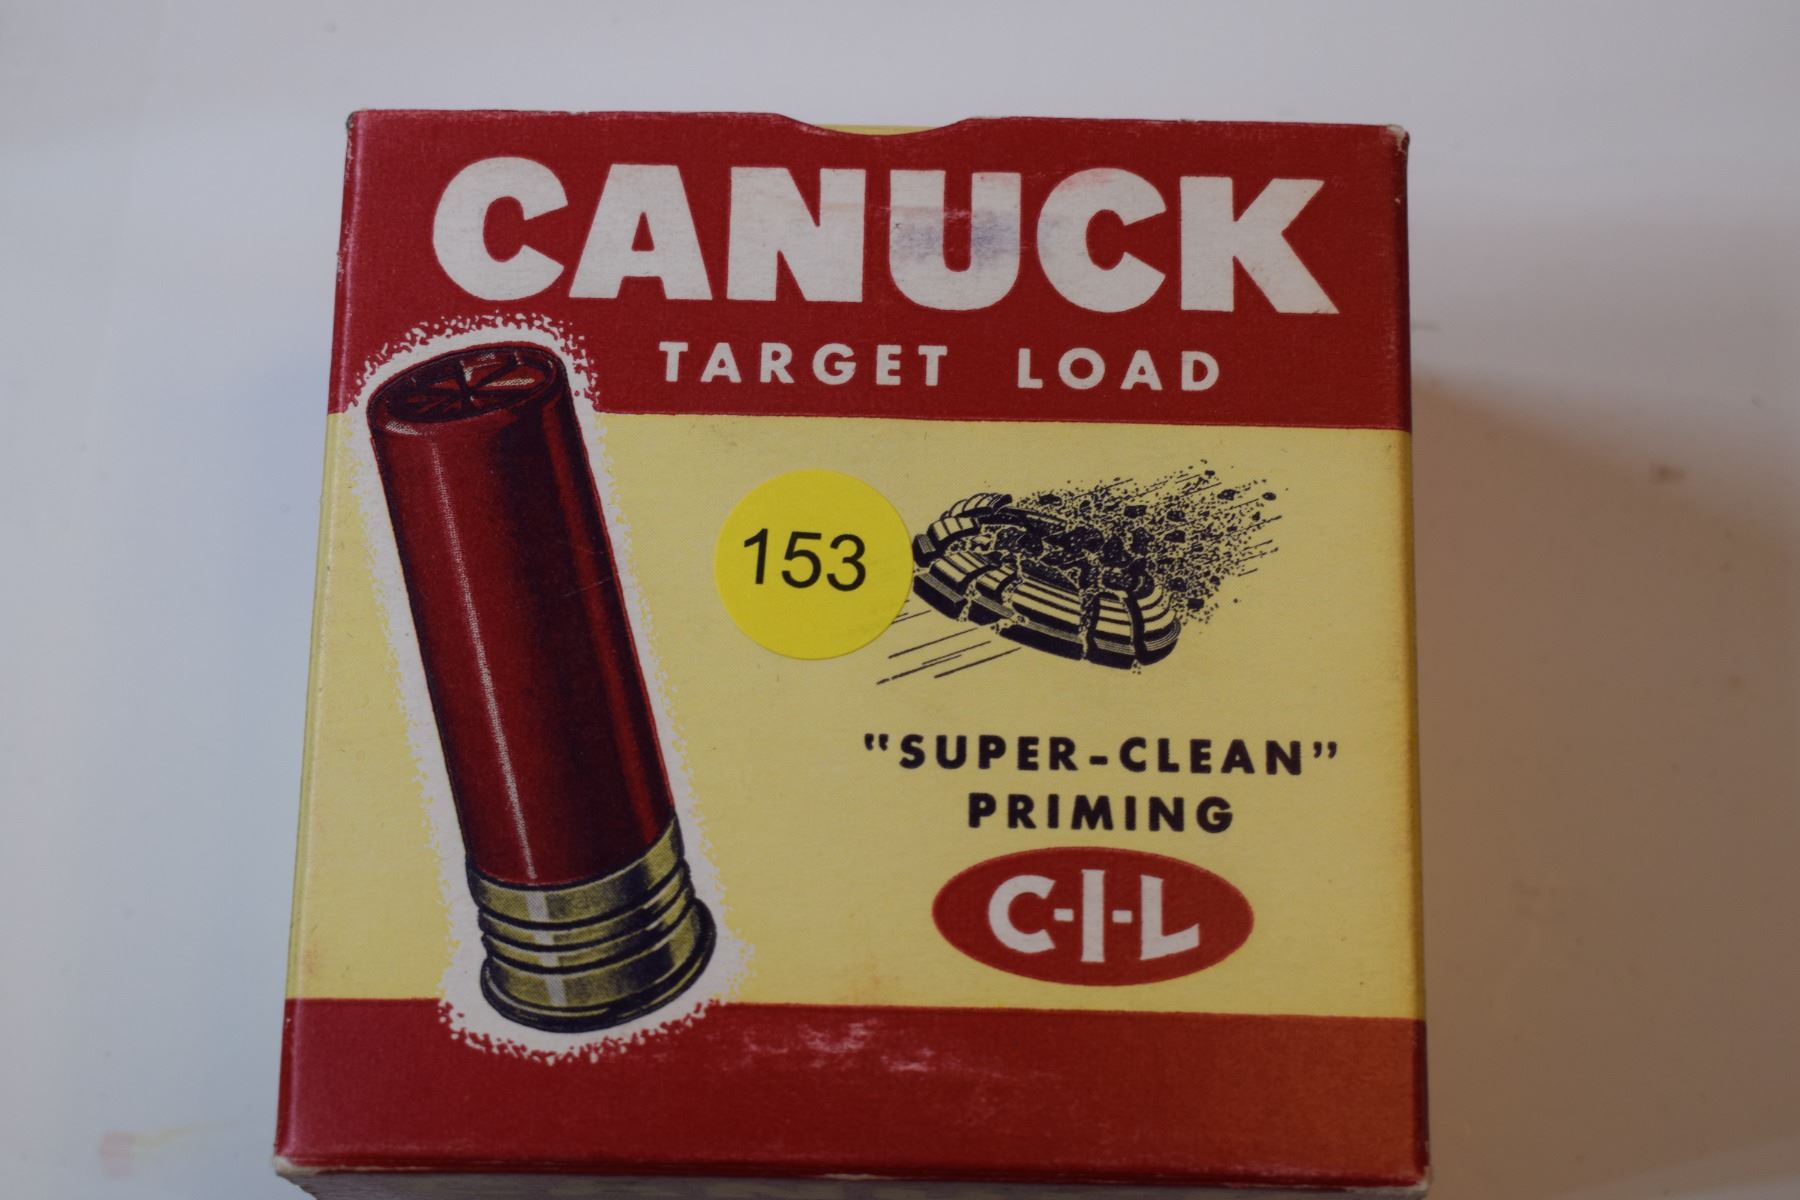 CANUCK
TARGET LOAD
153
"SUPER-CLEAN"
PRIMING
C-I-L